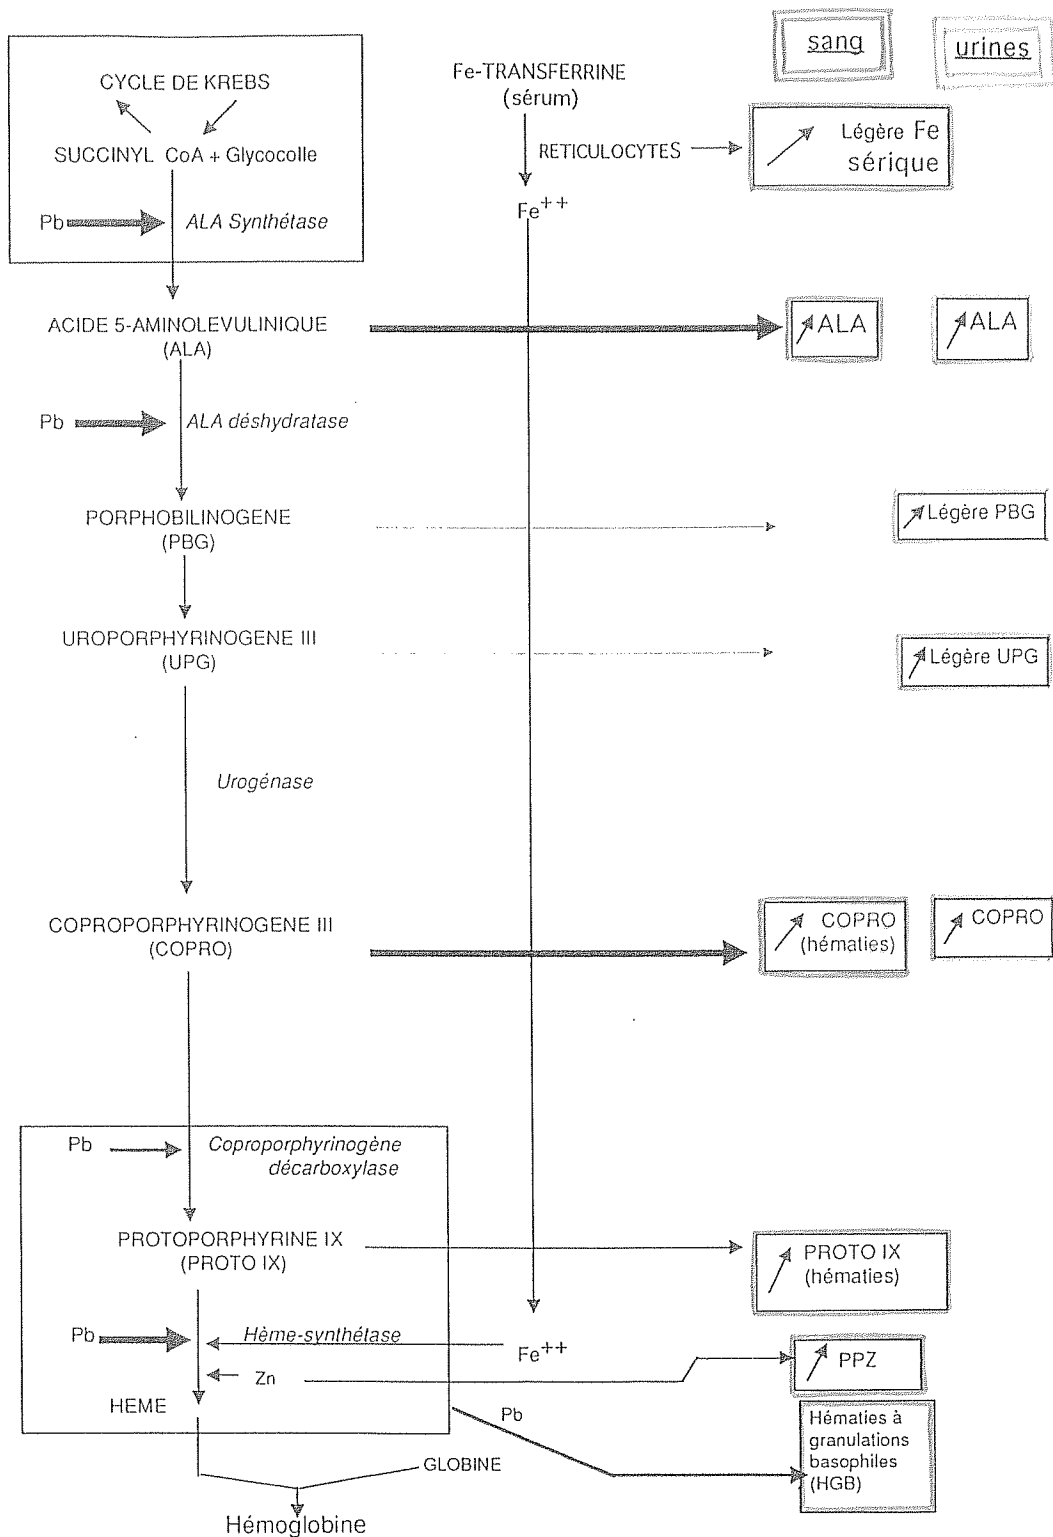 sang
urines
CYCLE DE KREBS
SUCCINYL CoA + Glycocolle
Pb
ALA Synthétase
Fe-TRANSFERRINE
(sérum)
RETICULOCYTES
Légère Fe
sérique
Fe++
ACIDE 5-AMINOLEVULINIQUE
(ALA)
ALA
ALA
Pb
ALA déshydratase
PORPHOBILINOGENE
(PBG)
Légère PBG
UROPORPHYRINOGENE III
(UPG)
Légère UPG
Urogénase
COPROPORPHYRINOGENE III
(COPRO)
COPRO
(hématies)
COPRO
Pb
Coproporphyrinogène
décarboxylase
PROTOPORPHYRINE IX
(PROTO IX)
PROTO IX
(hématies)
Pb
Hème-synthétase
Fe++
Zn
PPZ
HEME
Pb
Hématies à
granulations
basophiles
(HGB)
GLOBINE
Hémoglobine